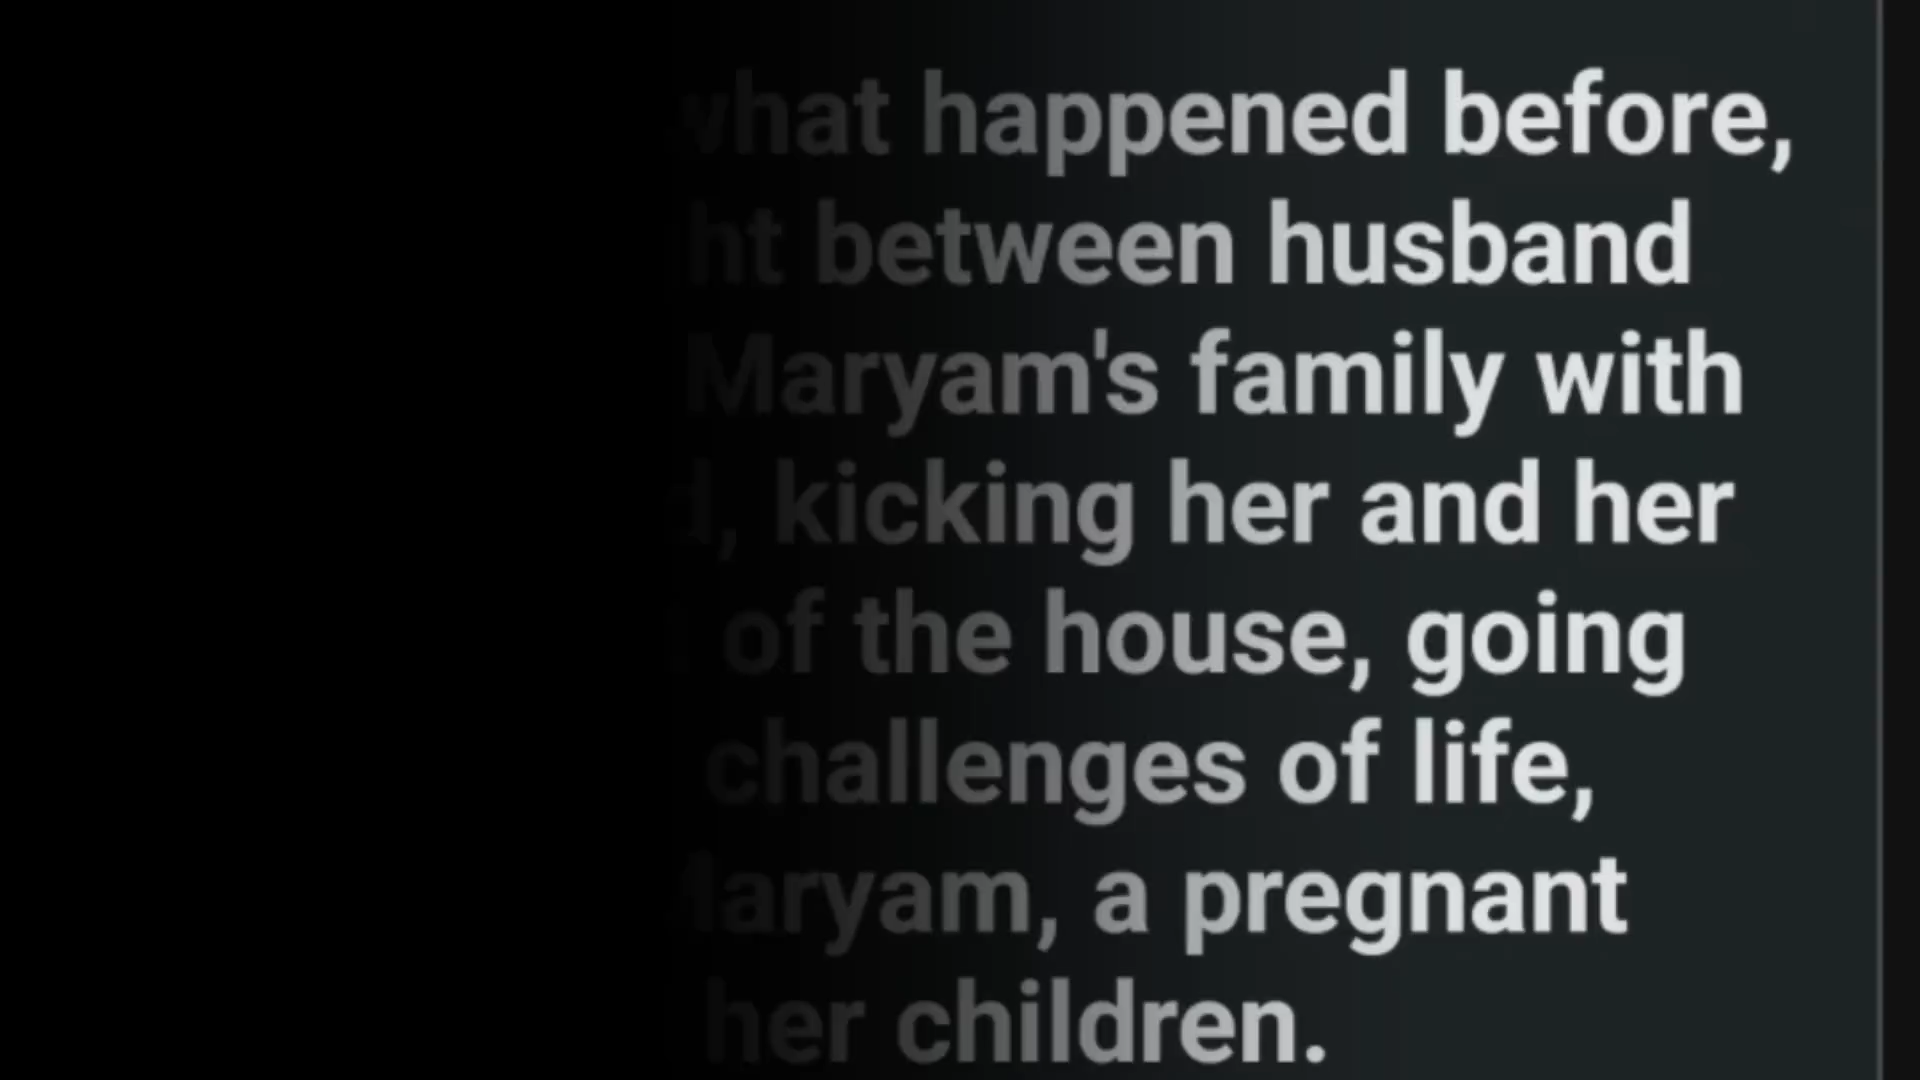 what happened before,
between husband
Maryam's family with
kicking her and her
of the house, going
challenges of life,
Maryam, a pregnant
her children.